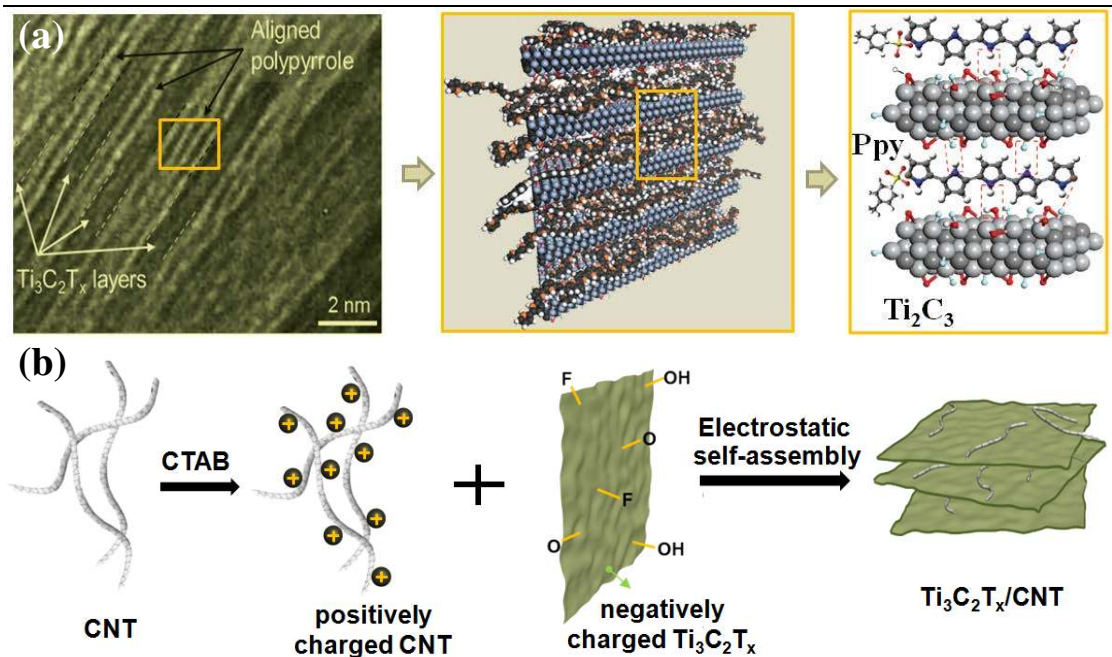 (a)
Aligned
polypyrrole
Ti₃C₂Tₓ layers
2 nm
Ppy
Ti₂C₃
(b)
CNT
CTAB
positively
charged CNT
F
OH
O
F
O
OH
negatively
charged Ti₃C₂Tₓ
Electrostatic
self-assembly
Ti₃C₂Tₓ/CNT